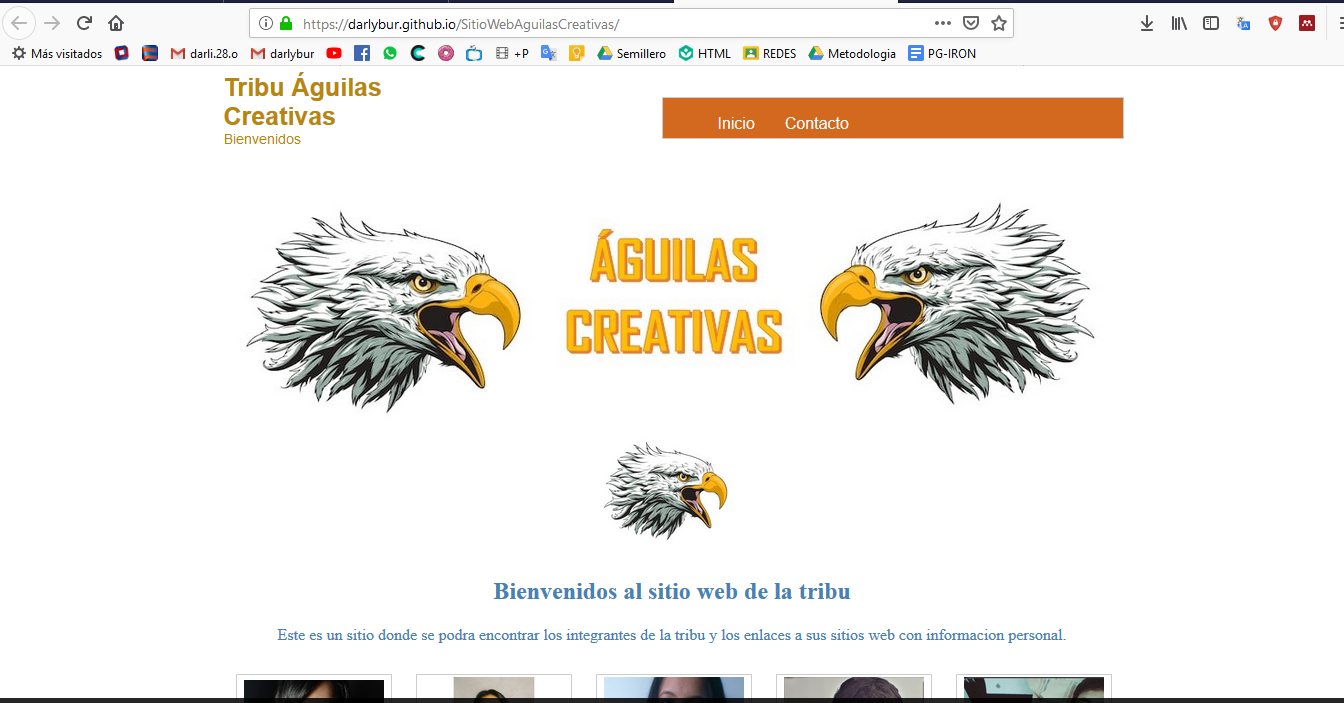 https://darlybur.github.io/SitioWebAguilasCreativas/
Más visitados darli.28.o darlybur +P Semillero HTML REDES Metodologia PG-IRON
Tribu Águilas
Creativas
Bienvenidos
Inicio Contacto
ÁGUILAS
CREATIVAS
Bienvenidos al sitio web de la tribu
Este es un sitio donde se podra encontrar los integrantes de la tribu y los enlaces a sus sitios web con informacion personal.